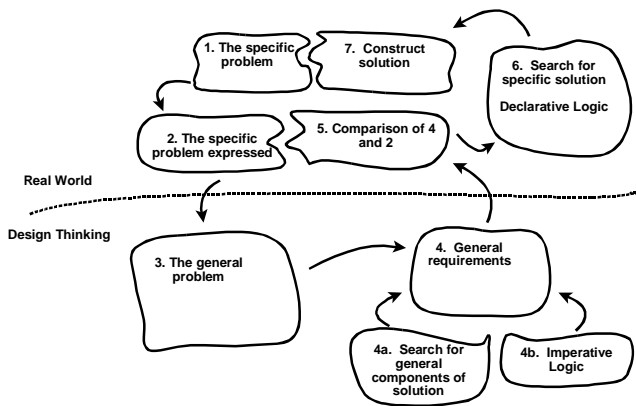 1. The specific
problem
7. Construct
solution
6. Search for
specific solution
Declarative Logic
2. The specific
problem expressed
5. Comparison of 4
and 2
Real World
Design Thinking
3. The general
problem
4. General
requirements
4a. Search for
general
components of
solution
4b. Imperative
Logic